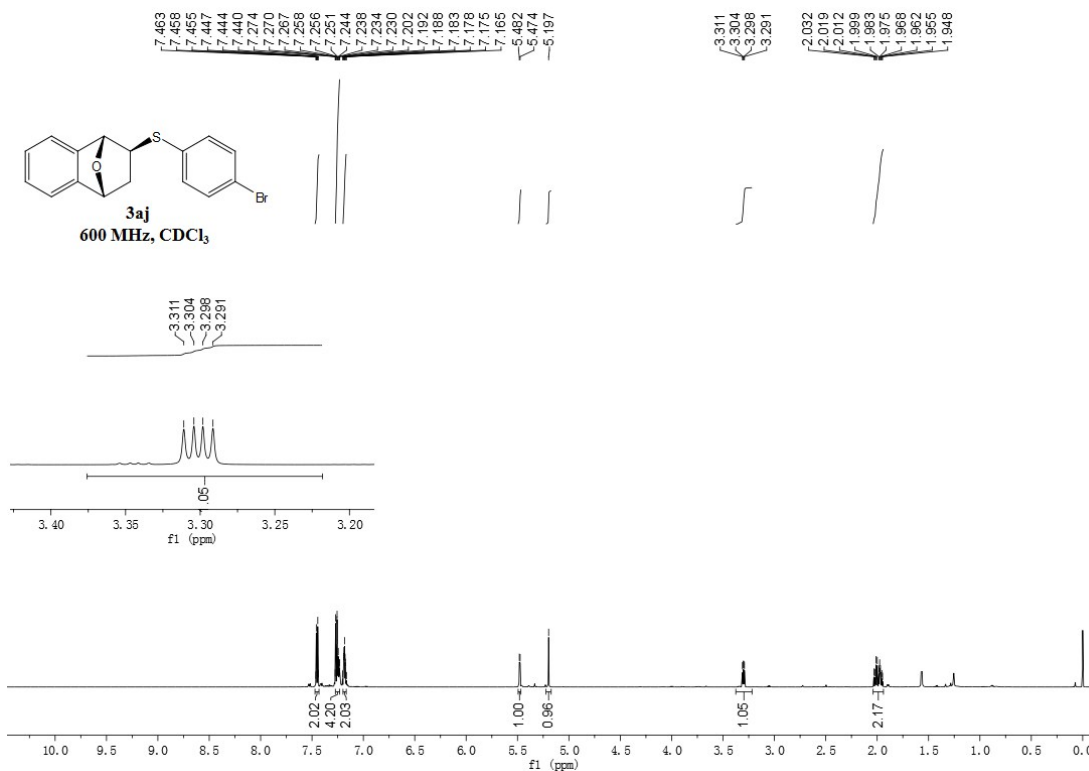 7.463 7.458 7.455 7.447 7.444 7.440 7.274 7.270 7.267 7.258 7.256 7.251 7.244 7.238 7.234 7.230 7.202 7.192 7.188 7.183 7.178 7.175 7.165 5.482 5.474 5.197 3.311 3.304 3.298 3.291 2.032 2.019 2.012 1.999 1.983 1.975 1.968 1.962 1.955 1.948
S
O
Br
3aj
600 MHz, CDCl₃
3.311 3.304 3.298 3.291
.05
3.40 3.35 3.30 3.25 3.20
f1 (ppm)
2.02 4.20 2.03 1.00 0.96 1.05 2.17
10.0 9.5 9.0 8.5 8.0 7.5 7.0 6.5 6.0 5.5 5.0 4.5 4.0 3.5 3.0 2.5 2.0 1.5 1.0 0.5 0.0
f1 (ppm)